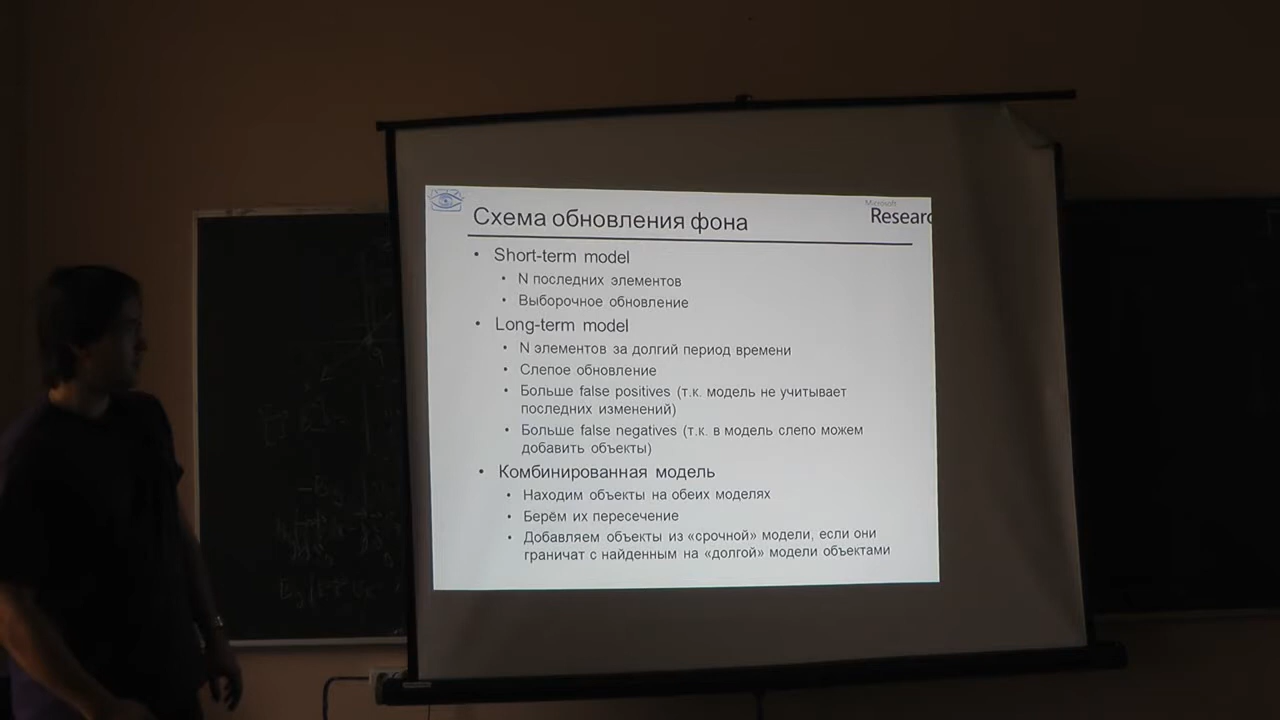 Схема обновления фона
Microsoft
Researc
• Short-term model
• N последних элементов
• Выборочное обновление
• Long-term model
• N элементов за долгий период времени
• Слепое обновление
• Больше false positives (т.к. модель не учитывает
последних изменений)
• Больше false negatives (т.к. в модель слепо можем
добавить объекты)
• Комбинированная модель
• Находим объекты на обеих моделях
• Берём их пересечение
• Добавляем объекты из «срочной» модели, если они
граничат с найденным на «долгой» модели объектами